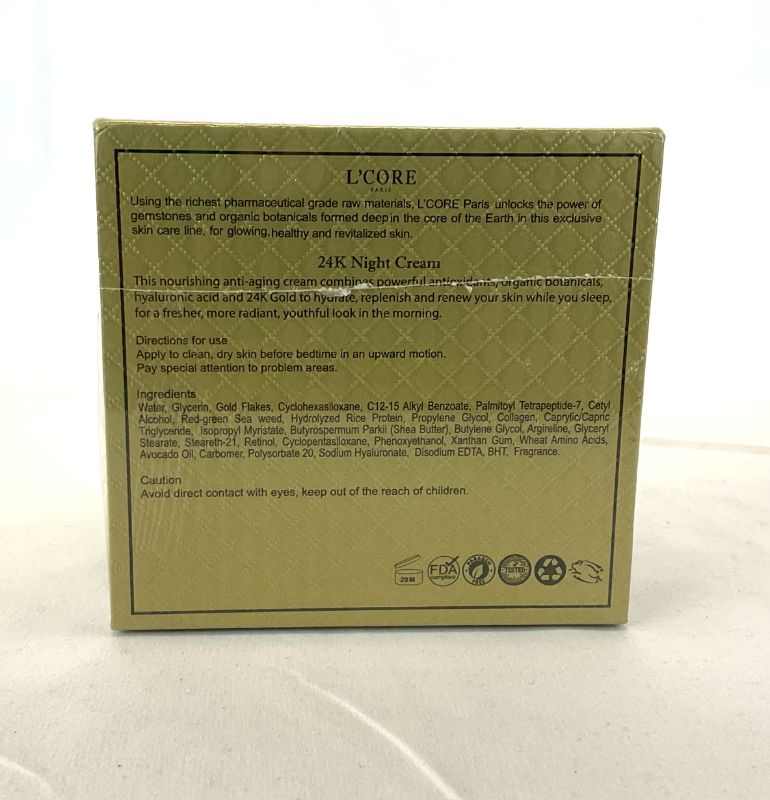 L'CORE
PARIS
Using the richest pharmaceutical grade raw materials, L'CORE Paris unlocks the power of
gemstones and organic botanicals formed deep in the core of the Earth in this exclusive
skin care line, for glowing, healthy and revitalized skin.
24K Night Cream
This nourishing anti-aging cream combines powerful antioxidants, organic botanicals,
hyaluronic acid and 24K Gold to hydrate, replenish and renew your skin while you sleep,
for a fresher, more radiant, youthful look in the morning.
Directions for use
Apply to clean, dry skin before bedtime in an upward motion.
Pay special attention to problem areas.
Ingredients
Water, Glycerin, Gold Flakes, Cyclohexasiloxane, C12-15 Alkyl Benzoate, Palmitoyl Tetrapeptide-7, Cetyl
Alcohol, Red-green Sea weed, Hydrolyzed Rice Protein, Propylene Glycol, Collagen, Caprylic/Capric
Triglyceride, Isopropyl Myristate, Butyrospermum Parkii (Shea Butter), Butylene Glycol, Argireline, Glyceryl
Stearate, Steareth-21, Retinol, Cyclopentasiloxane, Phenoxyethanol, Xanthan Gum, Wheat Amino Acids,
Avocado Oil, Carbomer, Polysorbate 20, Sodium Hyaluronate, Disodium EDTA, BHT, Fragrance.
Caution
Avoid direct contact with eyes, keep out of the reach of children.
20M
FDA
compliant
PARABEN
FREE
TESTED